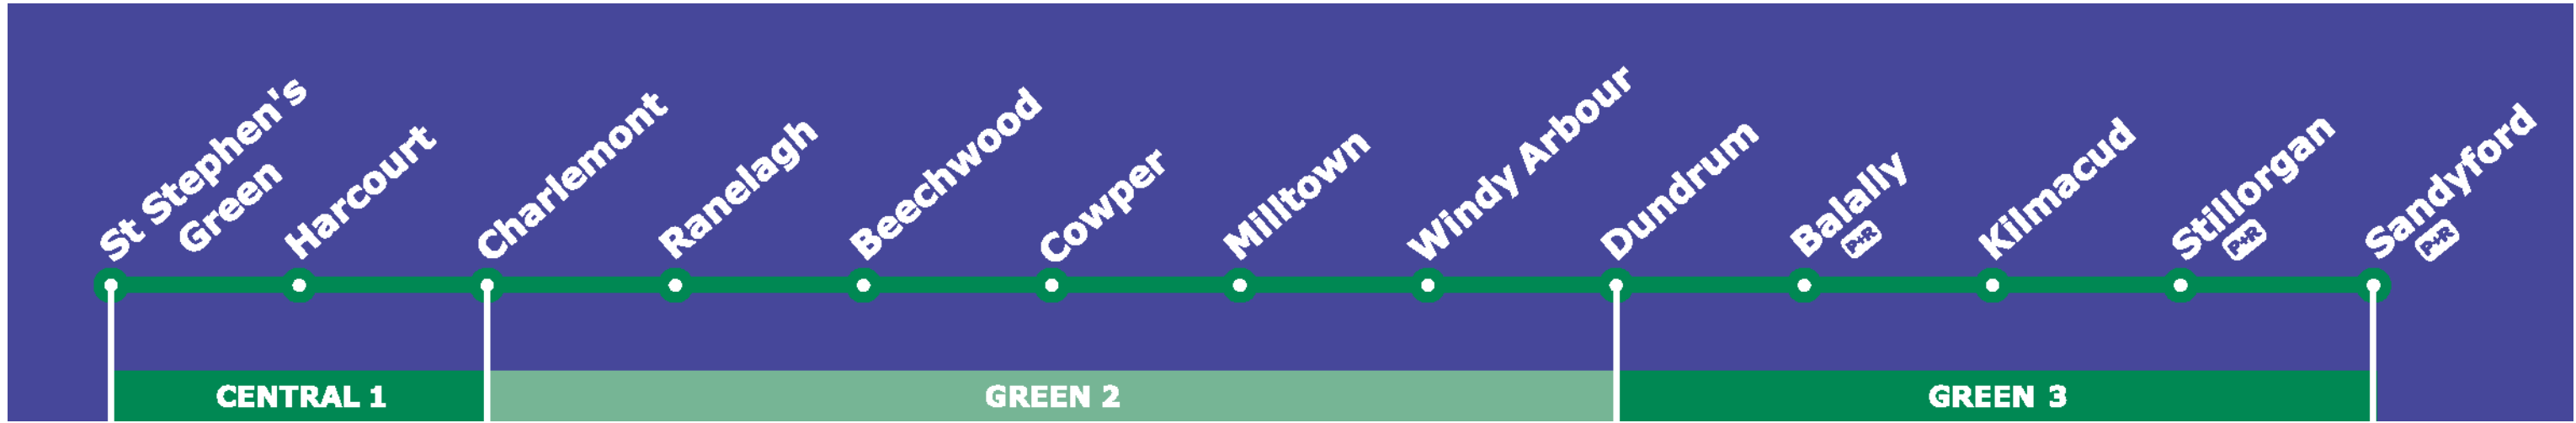 St Stephen's
Green
Harcourt
Charlemont
Ranelagh
Beechwood
Cowper
Milltown
Windy Arbour
Dundrum
Balally
P+R
Kilmacud
Stillorgan
P+R
Sandyford
P+R
CENTRAL 1
GREEN 2
GREEN 3